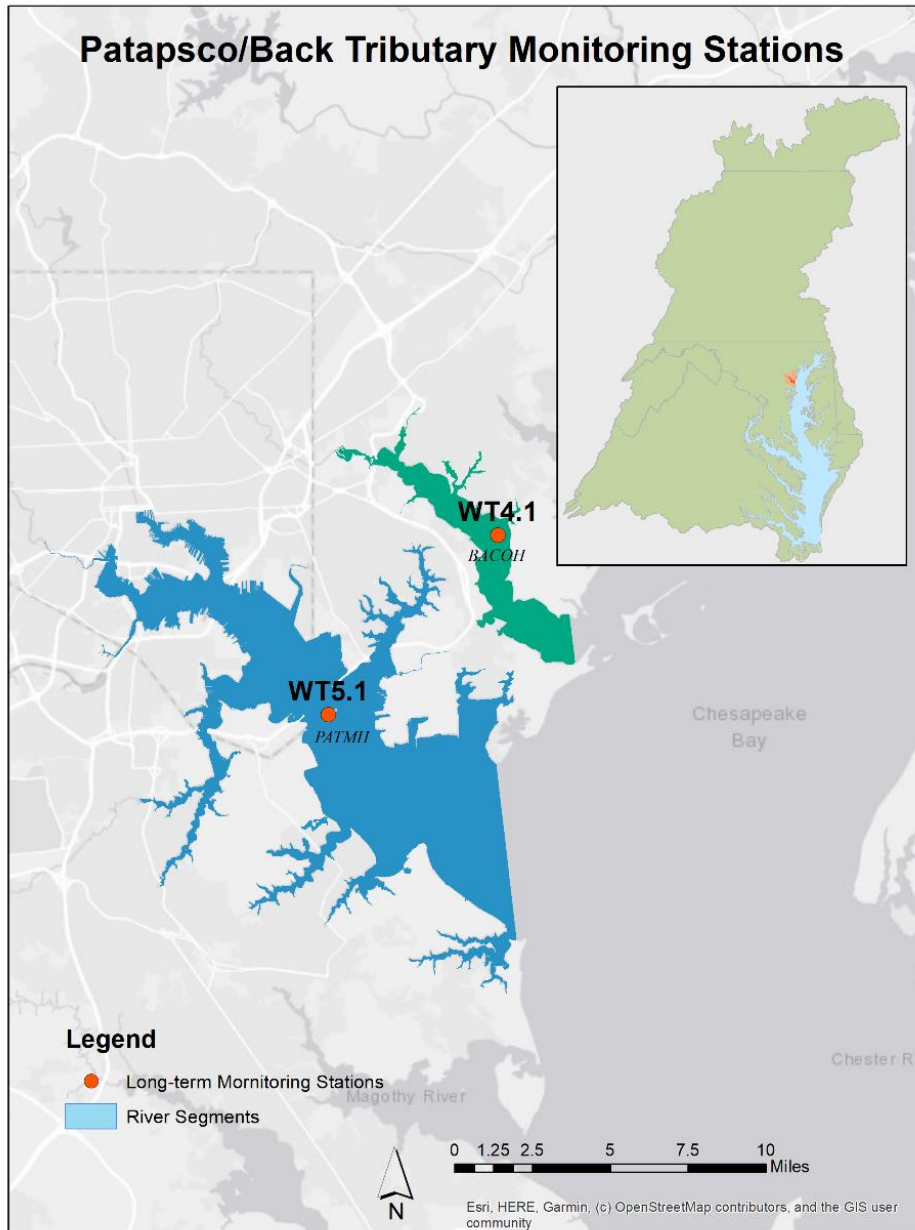 Patapsco/Back Tributary Monitoring Stations
WT4.1
BACOH
WT5.1
PATMH
Chesapeake
Bay
Legend
Long-term Mornitoring Stations
River Segments
Magothy River
Chester R
0 1.25 2.5 5 7.5 10
Miles
N
Esri, HERE, Garmin, (c) OpenStreetMap contributors, and the GIS user
community